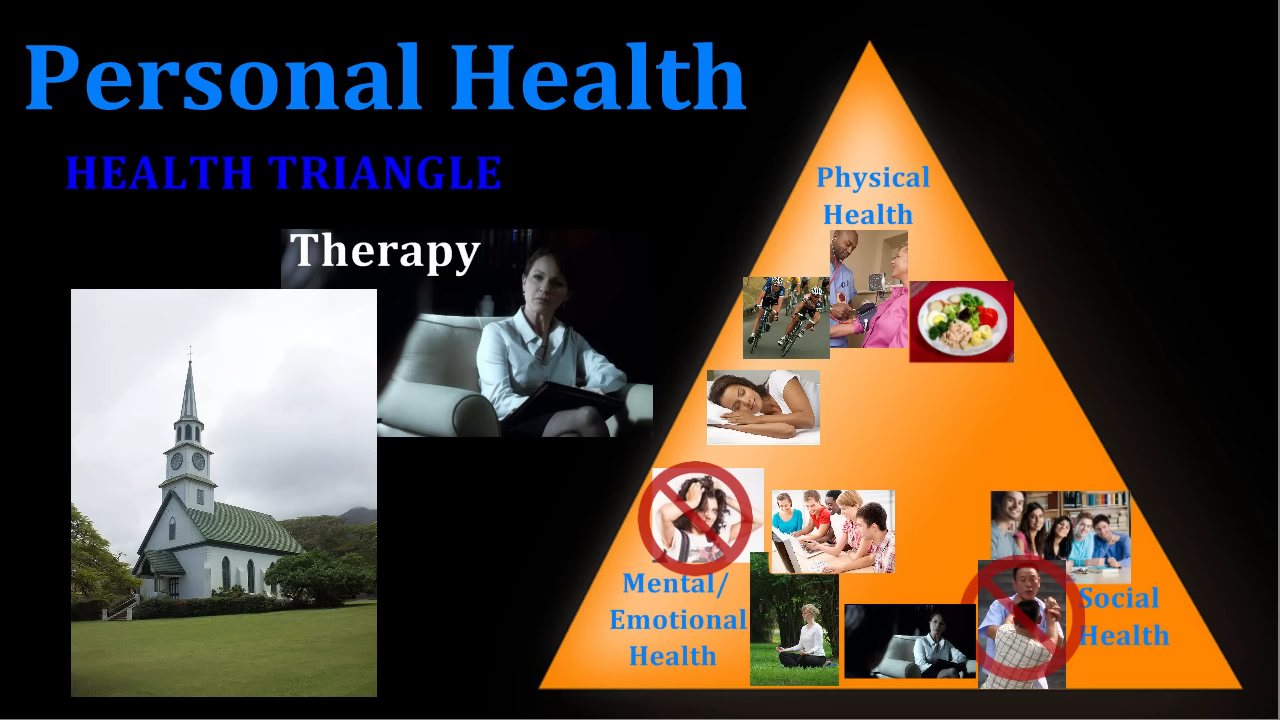 Personal Health
HEALTH TRIANGLE
Therapy
Physical
Health
Mental/
Emotional
Health
Social
Health